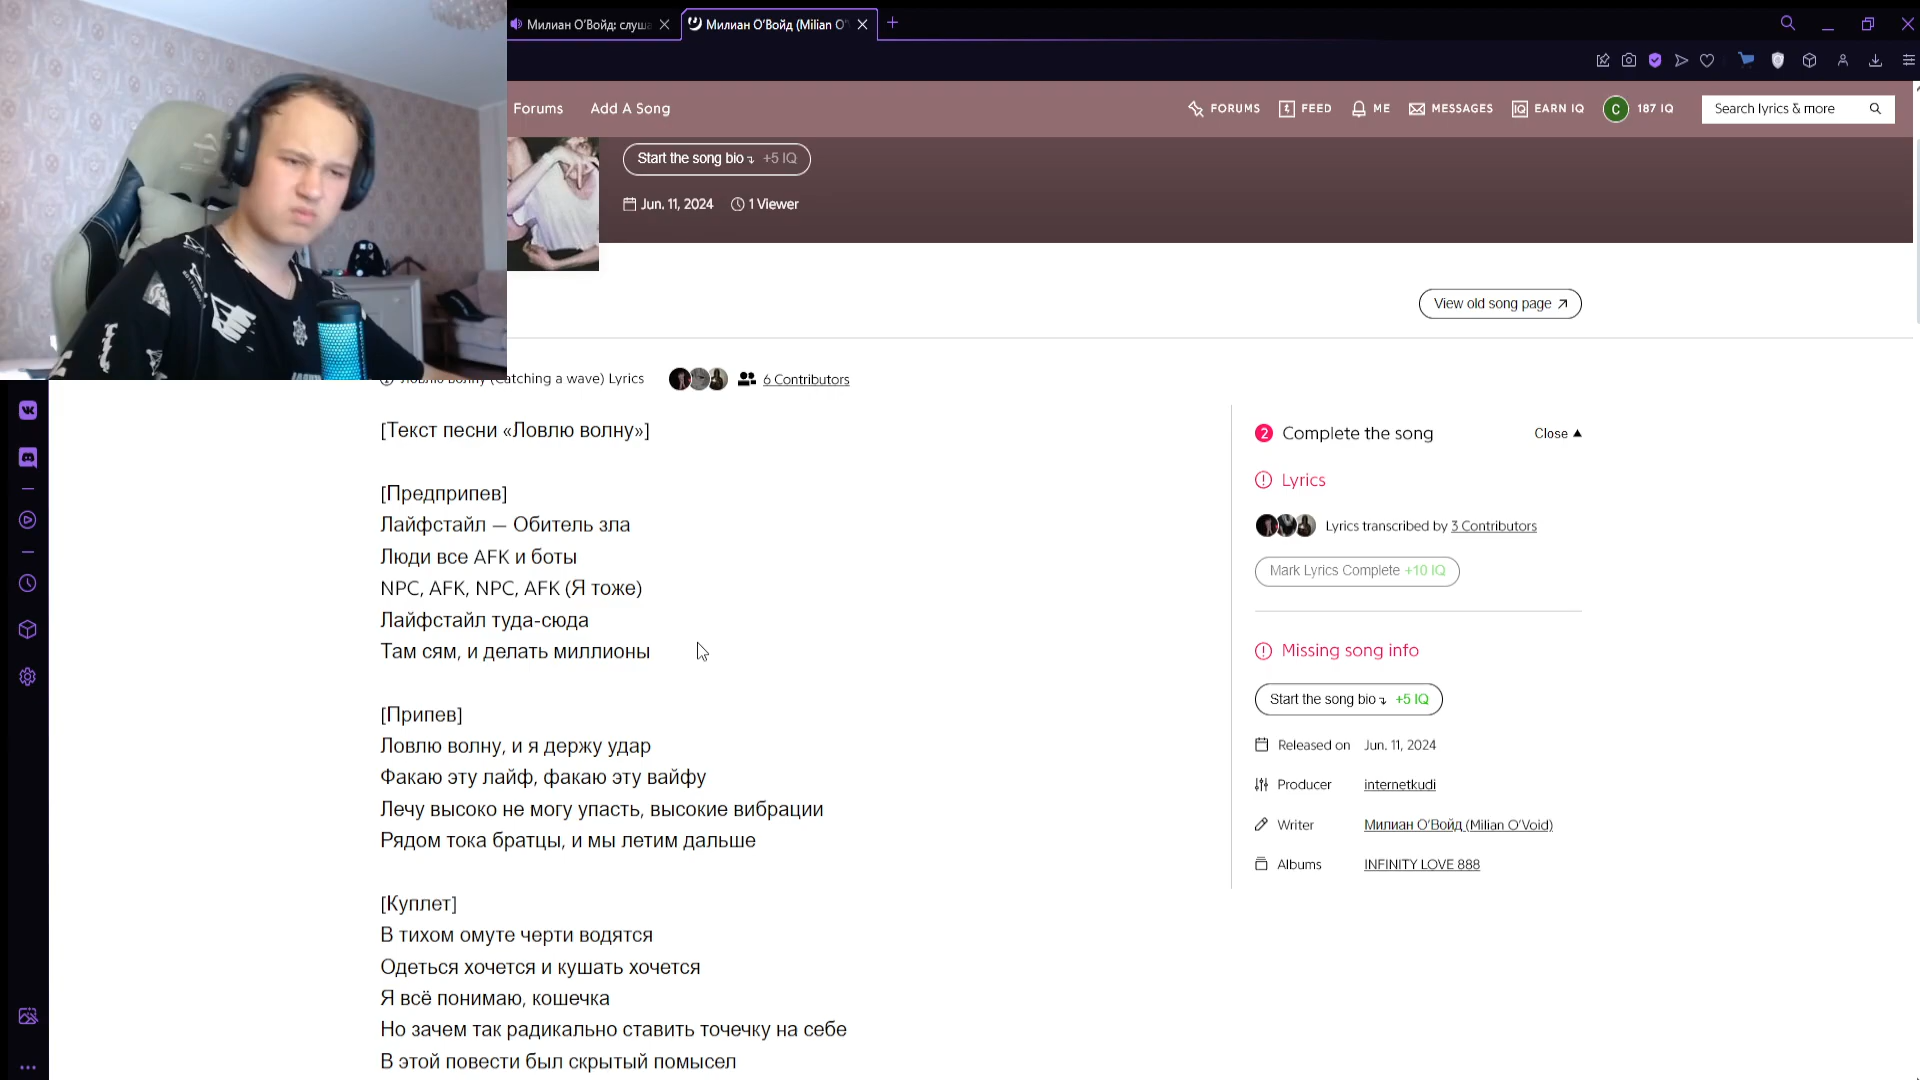 Милиан О'Войд: слуша
Милиан О'Войд (Milian O'
Forums
Add A Song
FORUMS
FEED
ME
MESSAGES
EARN IQ
C
187 IQ
Search lyrics & more
Start the song bio +5 IQ
Jun. 11, 2024
1 Viewer
View old song page
Ловлю волну (Catching a wave) Lyrics
6 Contributors
[Текст песни «Ловлю волну»]
[Предприпев]
Лайфстайл — Обитель зла
Люди все AFK и боты
NPC, AFK, NPC, AFK (Я тоже)
Лайфстайл туда-сюда
Там сям, и делать миллионы
[Припев]
Ловлю волну, и я держу удар
Факаю эту лайф, факаю эту вайфу
Лечу высоко не могу упасть, высокие вибрации
Рядом тока братцы, и мы летим дальше
[Куплет]
В тихом омуте черти водятся
Одеться хочется и кушать хочется
Я всё понимаю, кошечка
Но зачем так радикально ставить точечку на себе
В этой повести был скрытый помысел
2 Complete the song
Close
Lyrics
Lyrics transcribed by 3 Contributors
Mark Lyrics Complete +10 IQ
Missing song info
Start the song bio +5 IQ
Released on Jun. 11, 2024
Producer internetkudi
Writer Милиан О'Войд (Milian O'Void)
Albums INFINITY LOVE 888